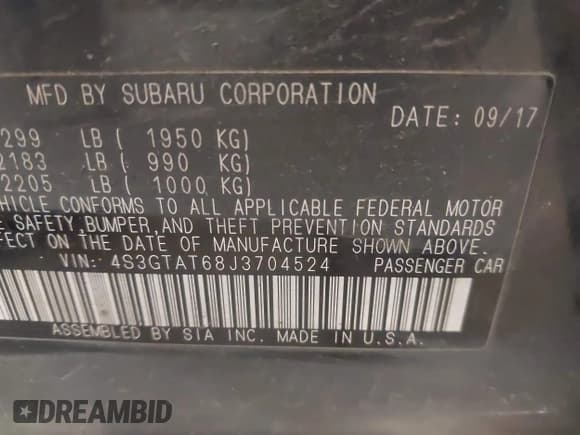 MFD BY SUBARU CORPORATION
DATE: 09/17
299 LB ( 1950 KG)
2183 LB ( 990 KG)
2205 LB ( 1000 KG)
EHICLE CONFORMS TO ALL APPLICABLE FEDERAL MOTOR
E SAFETY,BUMPER,AND THEFT PREVENTION STANDARDS
FFECT ON THE DATE OF MANUFACTURE SHOWN ABOVE.
VIN: 4S3GTAT68J3704524 PASSENGER CAR
ASSEMBLED BY SIA INC. MADE IN U.S.A.
DREAMBID